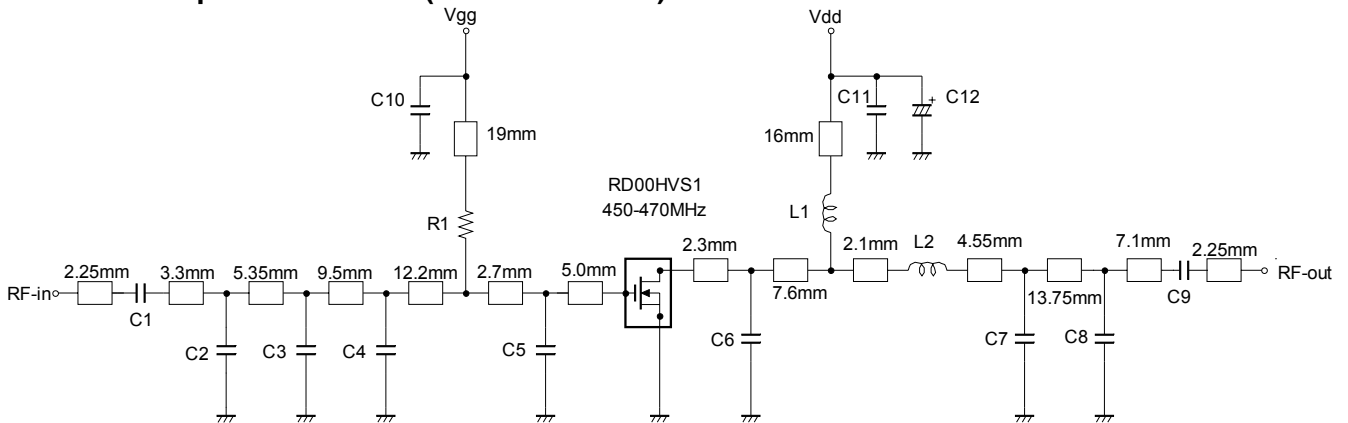 Vgg
Vdd
C10
19mm
C11
+
C12
16mm
RD00HVS1
450-470MHz
R1
L1
RF-in
2.25mm
C1
3.3mm
5.35mm
9.5mm
12.2mm
2.7mm
5.0mm
2.3mm
7.6mm
2.1mm
L2
4.55mm
13.75mm
7.1mm
C9
2.25mm
RF-out
C2
C3
C4
C5
C6
C7
C8